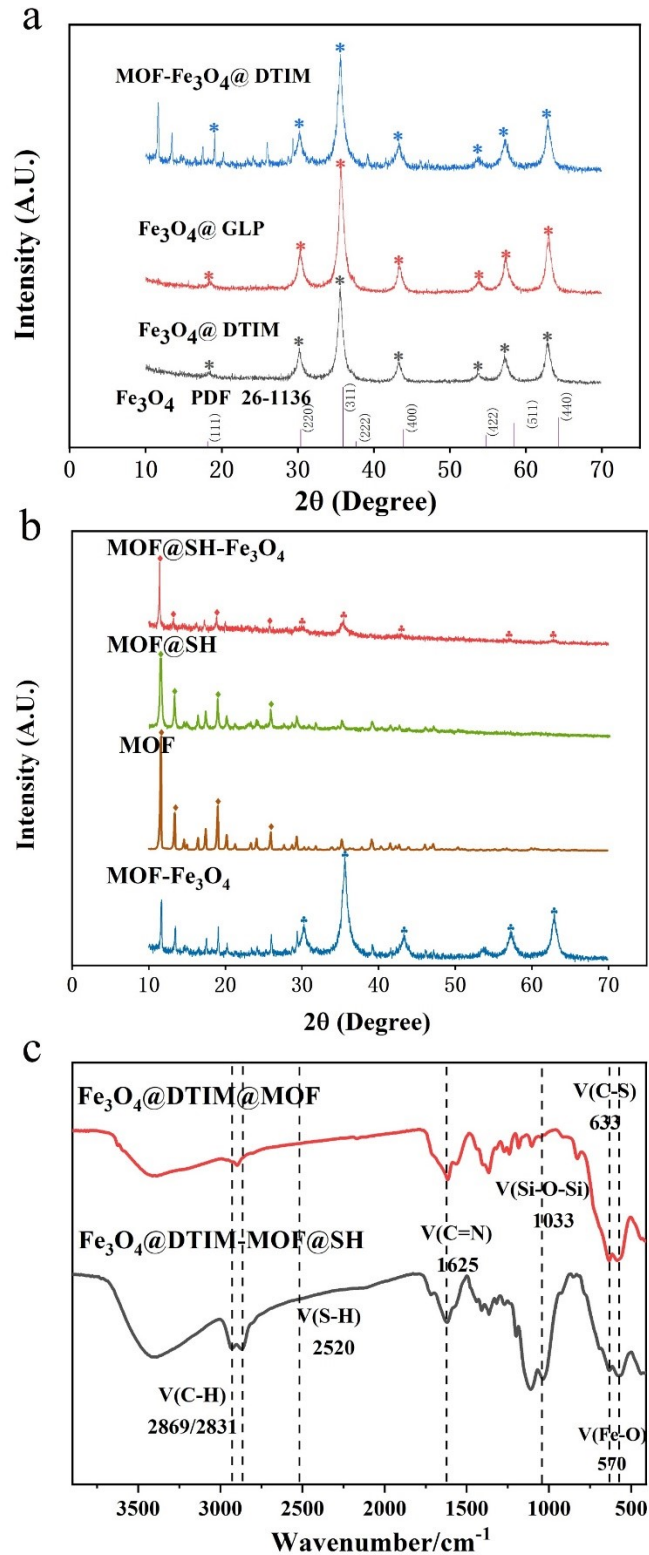 a
MOF-Fe₃O₄@ DTIM
Fe₃O₄@ GLP
Fe₃O₄@ DTIM
Fe₃O₄ PDF 26-1136
(111)
(220)
(311)
(222)
(400)
(422)
(511)
(440)
Intensity (A.U.)
0 10 20 30 40 50 60 70
2θ (Degree)
b
MOF@SH-Fe₃O₄
MOF@SH
MOF
MOF-Fe₃O₄
Intensity (A.U.)
0 10 20 30 40 50 60 70
2θ (Degree)
c
Fe₃O₄@DTIM@MOF
V(C-S)
633
V(Si-O-Si)
1033
Fe₃O₄@DTIM-MOF@SH
V(C=N)
1625
V(S-H)
2520
V(C-H)
2869/2831
V(Fe-O)
570
3500 3000 2500 2000 1500 1000 500
Wavenumber/cm⁻¹